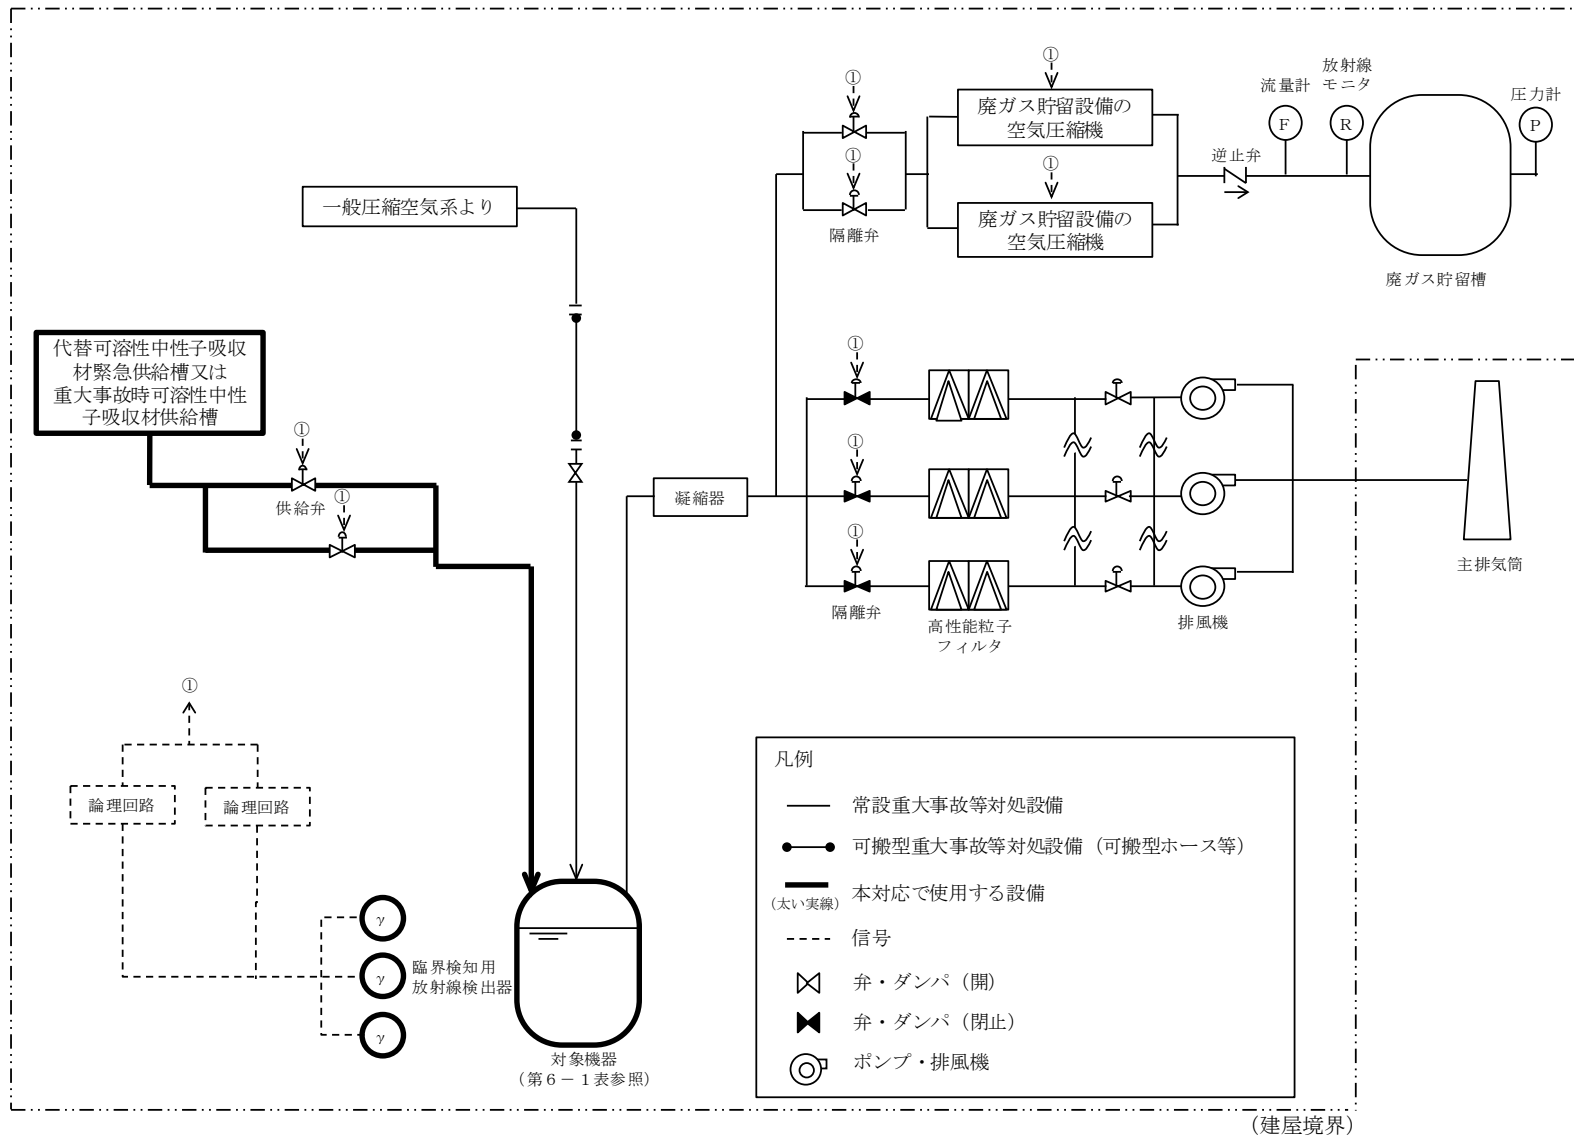 ①
①
①
①
廃ガス貯留設備の
空気圧縮機
廃ガス貯留設備の
空気圧縮機
隔離弁
逆止弁
流量計
放射線
モニタ
圧力計
F
R
P
廃ガス貯留槽
一般圧縮空気系より
代替可溶性中性子吸収
材緊急供給槽又は
重大事故時可溶性中性
子吸収材供給槽
①
①
供給弁
凝縮器
①
①
①
隔離弁
高性能粒子
フィルタ
排風機
主排気筒
①
論理回路
論理回路
γ
γ
γ
臨界検知用
放射線検出器
対象機器
（第６－１表参照）
凡例
常設重大事故等対処設備
可搬型重大事故等対処設備（可搬型ホース等）
（太い実線）
本対応で使用する設備
信号
弁・ダンパ（開）
弁・ダンパ（閉止）
ポンプ・排風機
（建屋境界）